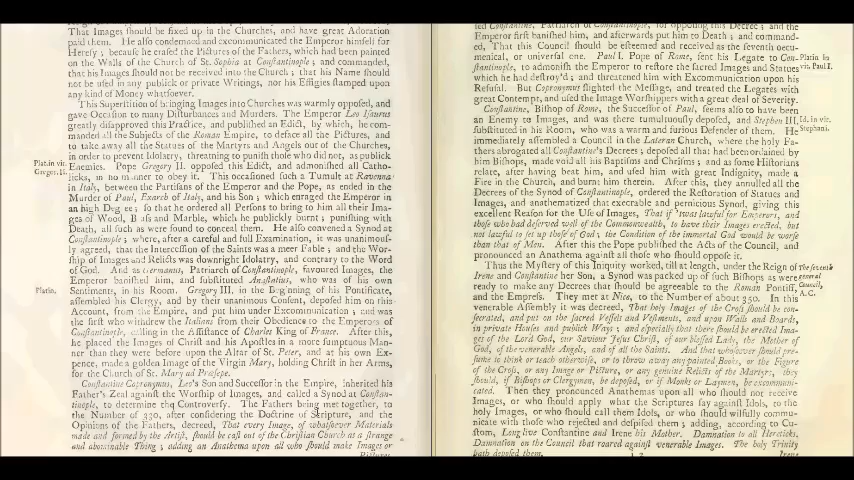 That Images should be fixed up in the Churches, and have great Adoration
paid them. He also condemned and excommunicated the Emperor himself for
Heresy; because he erased the Pictures of the Fathers, which had been painted
on the Walls of the Church of St. Sophia at Constantinople; and commanded,
that his Images should not be received into the Church; that his Name should
not be used in any publick or private Writings, nor his Effigies stamped upon
any kind of Money whatsoever.
This Superstition of bringing Images into Churches was warmly opposed, and
gave Occasion to many Disturbances and Murders. The Emperor Leo Isaurus
greatly disapproved this Practice, and published an Edict, by which, he com-
manded all the Subjects of the Roman Empire, to deface all the Pictures, and
to take away all the Statues of the Martyrs and Angels out of the Churches,
in order to prevent Idolatry, threatning to punish those who did not, as publick
Plat.in vit.
Gregor. II.
Enemies. Pope Gregory II. opposed this Edict, and admonished all Catho-
licks, in no manner to obey it. This occasioned such a Tumult at Ravenna
in Italy, between the Partisans of the Emperor and the Pope, as ended in the
Murder of Paul, Exarch of Italy, and his Son; which enraged the Emperor in
an high Degree; so that he ordered all Persons to bring to him all their Ima-
ges of Wood, Brass and Marble, which he publickly burnt; punishing with
Death, all such as were found to conceal them. He also convened a Synod at
Constantinople; where, after a careful and full Examination, it was unanimous-
ly agreed, that the Intercession of the Saints was a meer Fable; and the Wor-
ship of Images and Relicts was downright Idolatry, and contrary to the Word
of God. And as Germanus, Patriarch of Constantinople, favoured Images, the
Emperor banished him, and substituted Anastatius, who was of his own
Platin.
Sentiments, in his Room. Gregory III. in the Beginning of his Pontificate,
assembled his Clergy, and by their unanimous Consent, deposed him on this
Account, from the Empire, and put him under Excommunication; and was
the first who withdrew the Italians from their Obedience to the Emperors of
Constantinople, calling in the Assistance of Charles King of France. After this,
he placed the Images of Christ and his Apostles in a more sumptuous Man-
ner than they were before upon the Altar of St. Peter, and at his own Ex-
pence, made a golden Image of the Virgin Mary, holding Christ in her Arms,
for the Church of St. Mary ad Præsepe.
Constantine Copronymus, Leo's Son and Successor in the Empire, inherited his
Father's Zeal against the Worship of Images, and called a Synod at Constan-
tinople, to determine the Controversy. The Fathers being met together, to
the Number of 330, after considering the Doctrine of Scripture, and the
Opinions of the Fathers, decreed, That every Image, of whatsoever Materials
made and formed by the Artist, should be cast out of the Christian Church as a strange
and abominable Thing; adding an Anathema upon all who should make Images or
Pictures
Constantine, Patriarch of Constantinople, for opposing this Decree; and the
Emperor first banished him, and afterwards put him to Death; and command-
ed, That this Council should be esteemed and received as the seventh oecu-
menical, or universal one. Paul I. Pope of Rome, sent his Legate to Con-
stantinople, to admonish the Emperor to restore the Sacred Images and Statues
Platin in
vit. Paul I.
which he had destroy'd; and threatned him with Excommunication upon his
Refusal. But Copronymus slighted the Message, and treated the Legates with
great Contempt, and used the Image Worshippers with a great deal of Severity.
Constantine, Bishop of Rome, the Successor of Paul, seems also to have been
an Enemy to Images, and was there tumultuously deposed, and Stephen III.
Id. in vit.
Stephani.
substituted in his Room, who was a warm and furious Defender of them. He
immediately assembled a Council in the Lateran Church, where the holy Fa-
thers abrogated all Constantine's Decrees; deposed all that had been ordained by
him Bishops, made void all his Baptisms and Chrisms; and as some Historians
relate, after having beat him, and used him with great Indignity, made a
Fire in the Church, and burnt him therein. After this, they annulled all the
Decrees of the Synod of Constantinople, ordered the Restoration of Statues and
Images, and anathematized that execrable and pernicious Synod, giving this
excellent Reason for the Use of Images, That if 'twas lawful for Emperors, and
those who had deserved well of the Commonwealth, to have their Images erected, but
not lawful to set up those of God; the Condition of the immortal God would be worse
than that of Men. After this the Pope published the Acts of the Council, and
pronounced an Anathema against all those who should oppose it.
Thus the Mystery of this Iniquity worked, till at length, under the Reign of
The seventh
general
Council,
A.C.
Irene and Constantine her Son, a Synod was packed up of such Bishops as were
ready to make any Decrees that should be agreeable to the Roman Pontiff,
and the Empress. They met at Nice, to the Number of about 350. In this
venerable Assembly it was decreed, That holy Images of the Cross should be con-
secrated, and put on the sacred Vessels and Vestments, and upon Walls and Boards,
in private Houses and publick Ways; and especially that there should be erected Ima-
ges of the Lord God, our Saviour Jesus Christ, of our blessed Lady, the Mother of
God, of the venerable Angels, and of all the Saints. And that whosoever should pre-
sume to think or teach otherwise, or to throw away any painted Books, or the Figure
of the Cross, or any Image or Picture, or any genuine Relicts of the Martyrs; they
should, if Bishops or Clergymen, be deposed, or if Monks or Laymen, be excommuni-
cated. Then they pronounced Anathemas upon all who should not receive
Images, or who should apply what the Scriptures say against Idols, to the
holy Images, or who should call them Idols, or who should wilfully commu-
nicate with those who rejected and despised them; adding, according to Cu-
stom, Long live Constantine and Irene his Mother. Damnation to all Hereticks.
Damnation on the Council that roared against venerable Images. The holy Trinity
hath deposed them.
Irene